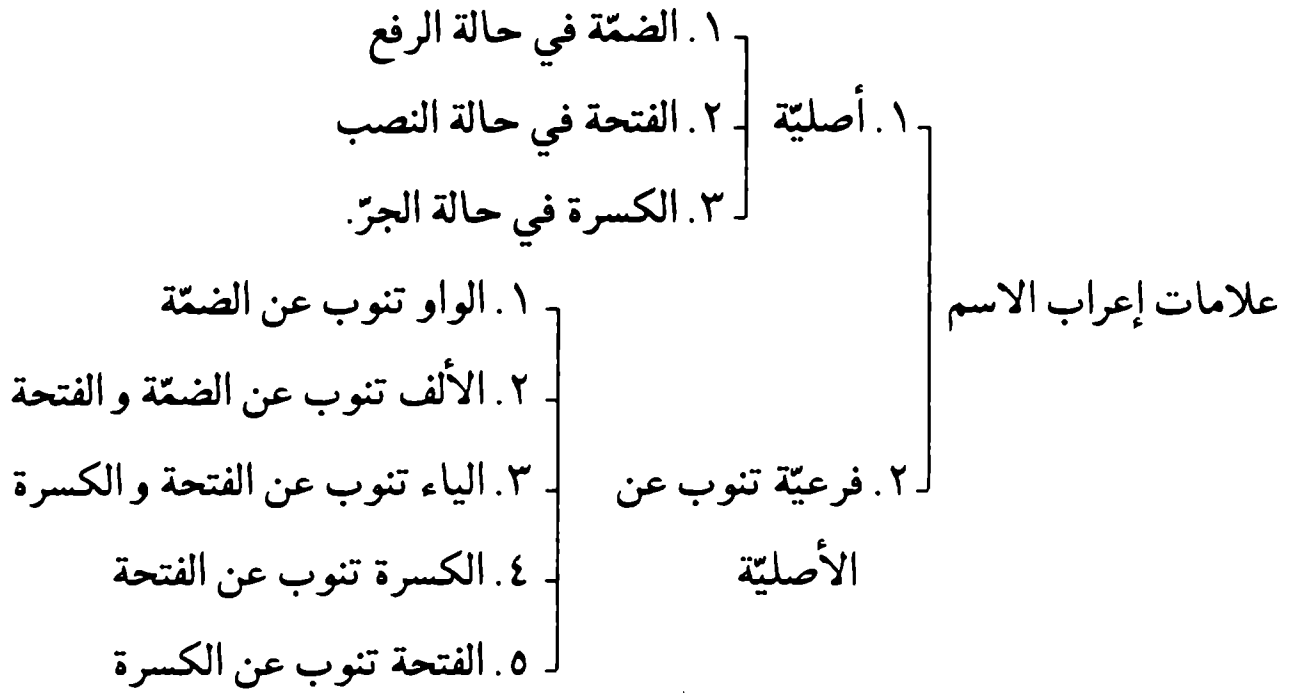 علامات إعراب الاسم
١. أصليّة
١. الضمّة في حالة الرفع
٢. الفتحة في حالة النصب
٣. الكسرة في حالة الجرّ.
٢. فرعيّة تنوب عن
الأصليّة
١. الواو تنوب عن الضمّة
٢. الألف تنوب عن الضمّة و الفتحة
٣. الياء تنوب عن الفتحة و الكسرة
٤. الكسرة تنوب عن الفتحة
٥. الفتحة تنوب عن الكسرة